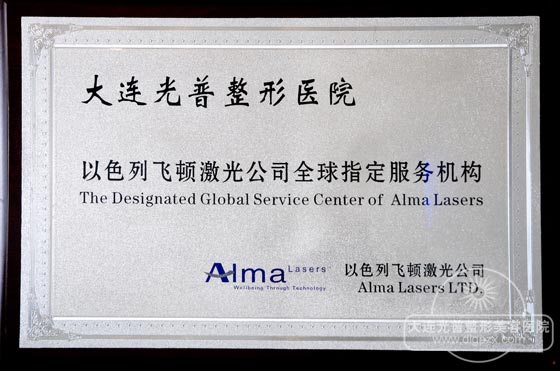 大连光普整形医院
以色列飞顿激光公司全球指定服务机构
The Designated Global Service Center of Alma Lasers
Alma Lasers
Wellbeing Through Technology
以色列飞顿激光公司
Alma Lasers LTD.
大连光普整形美容医院